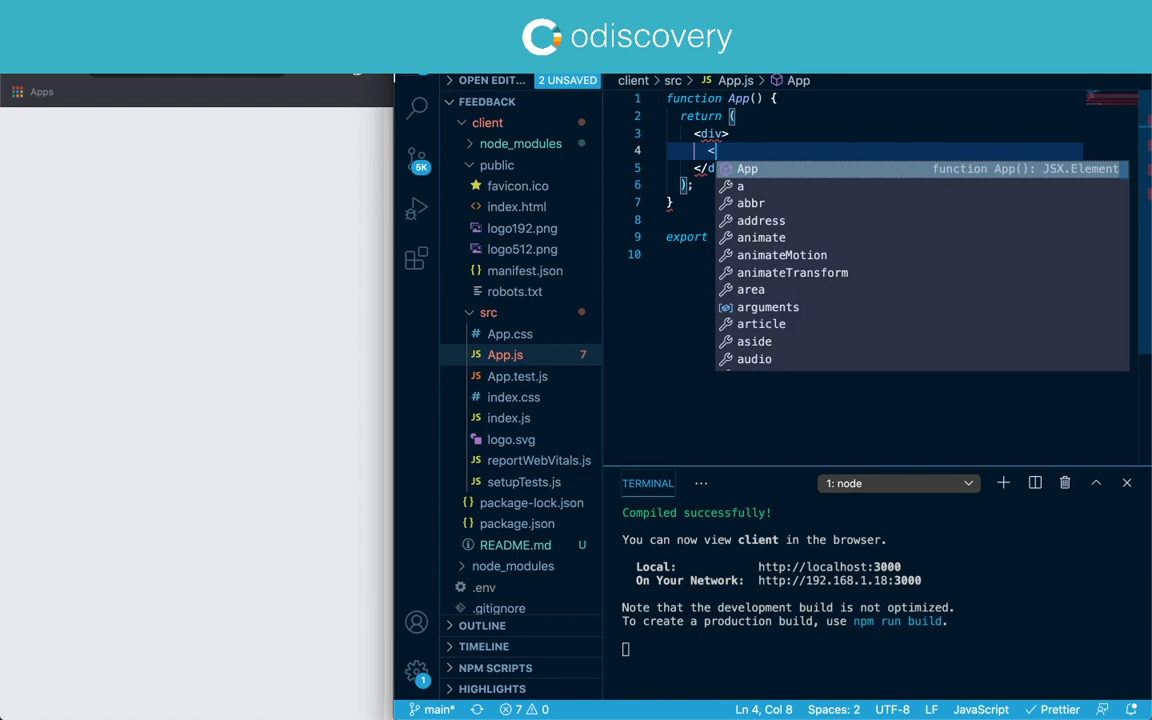 odiscovery
Apps
OPEN EDIT... 2 UNSAVED
FEEDBACK
client
node_modules
public
favicon.ico
<> index.html
logo192.png
logo512.png
{} manifest.json
robots.txt
src
# App.css
JS App.js 7
JS App.test.js
# index.css
JS index.js
logo.svg
JS reportWebVitals.js
JS setupTests.js
{} package-lock.json
{} package.json
README.md U
node_modules
.env
.gitignore
OUTLINE
TIMELINE
NPM SCRIPTS
HIGHLIGHTS
5K
1
client > src > JS App.js > App
1 function App() {
2 return (
3 <div>
4 <
5 </d
6 );
7 }
8
9 export
10
App function App(): JSX.Element
a
abbr
address
animate
animateMotion
animateTransform
area
arguments
article
aside
audio
TERMINAL ... 1: node
Compiled successfully!
You can now view client in the browser.
Local: http://localhost:3000
On Your Network: http://192.168.1.18:3000
Note that the development build is not optimized.
To create a production build, use npm run build.
main* 7 0 Ln 4, Col 8 Spaces: 2 UTF-8 LF JavaScript Prettier